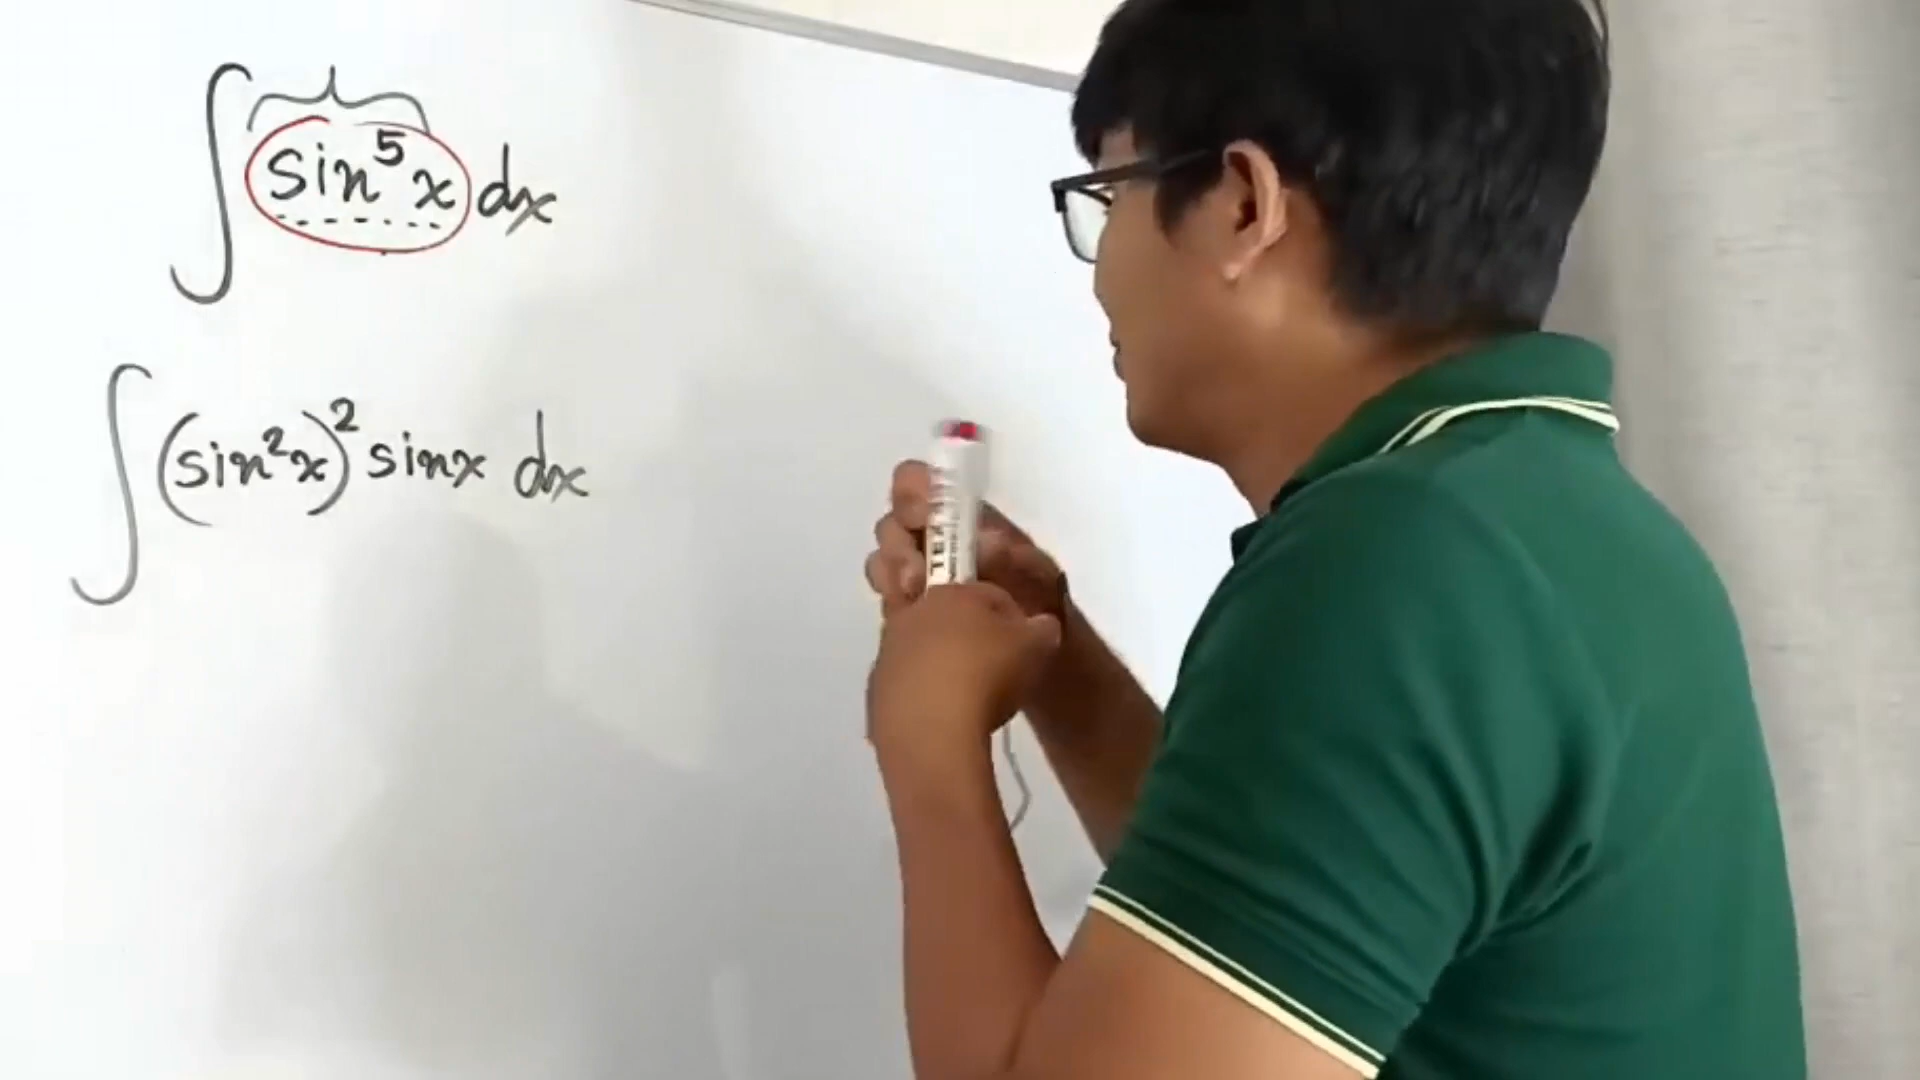 ∫ sin⁵x dx
∫ (sin²x)² sinx dx